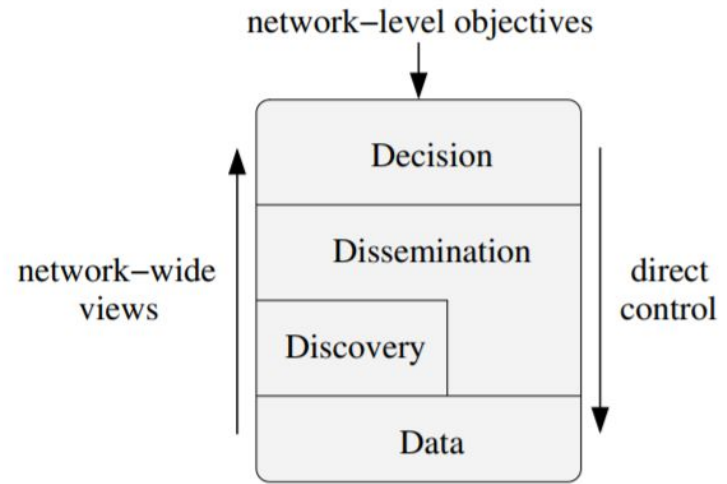 network–level objectives
Decision
Dissemination
network–wide
views
direct
control
Discovery
Data